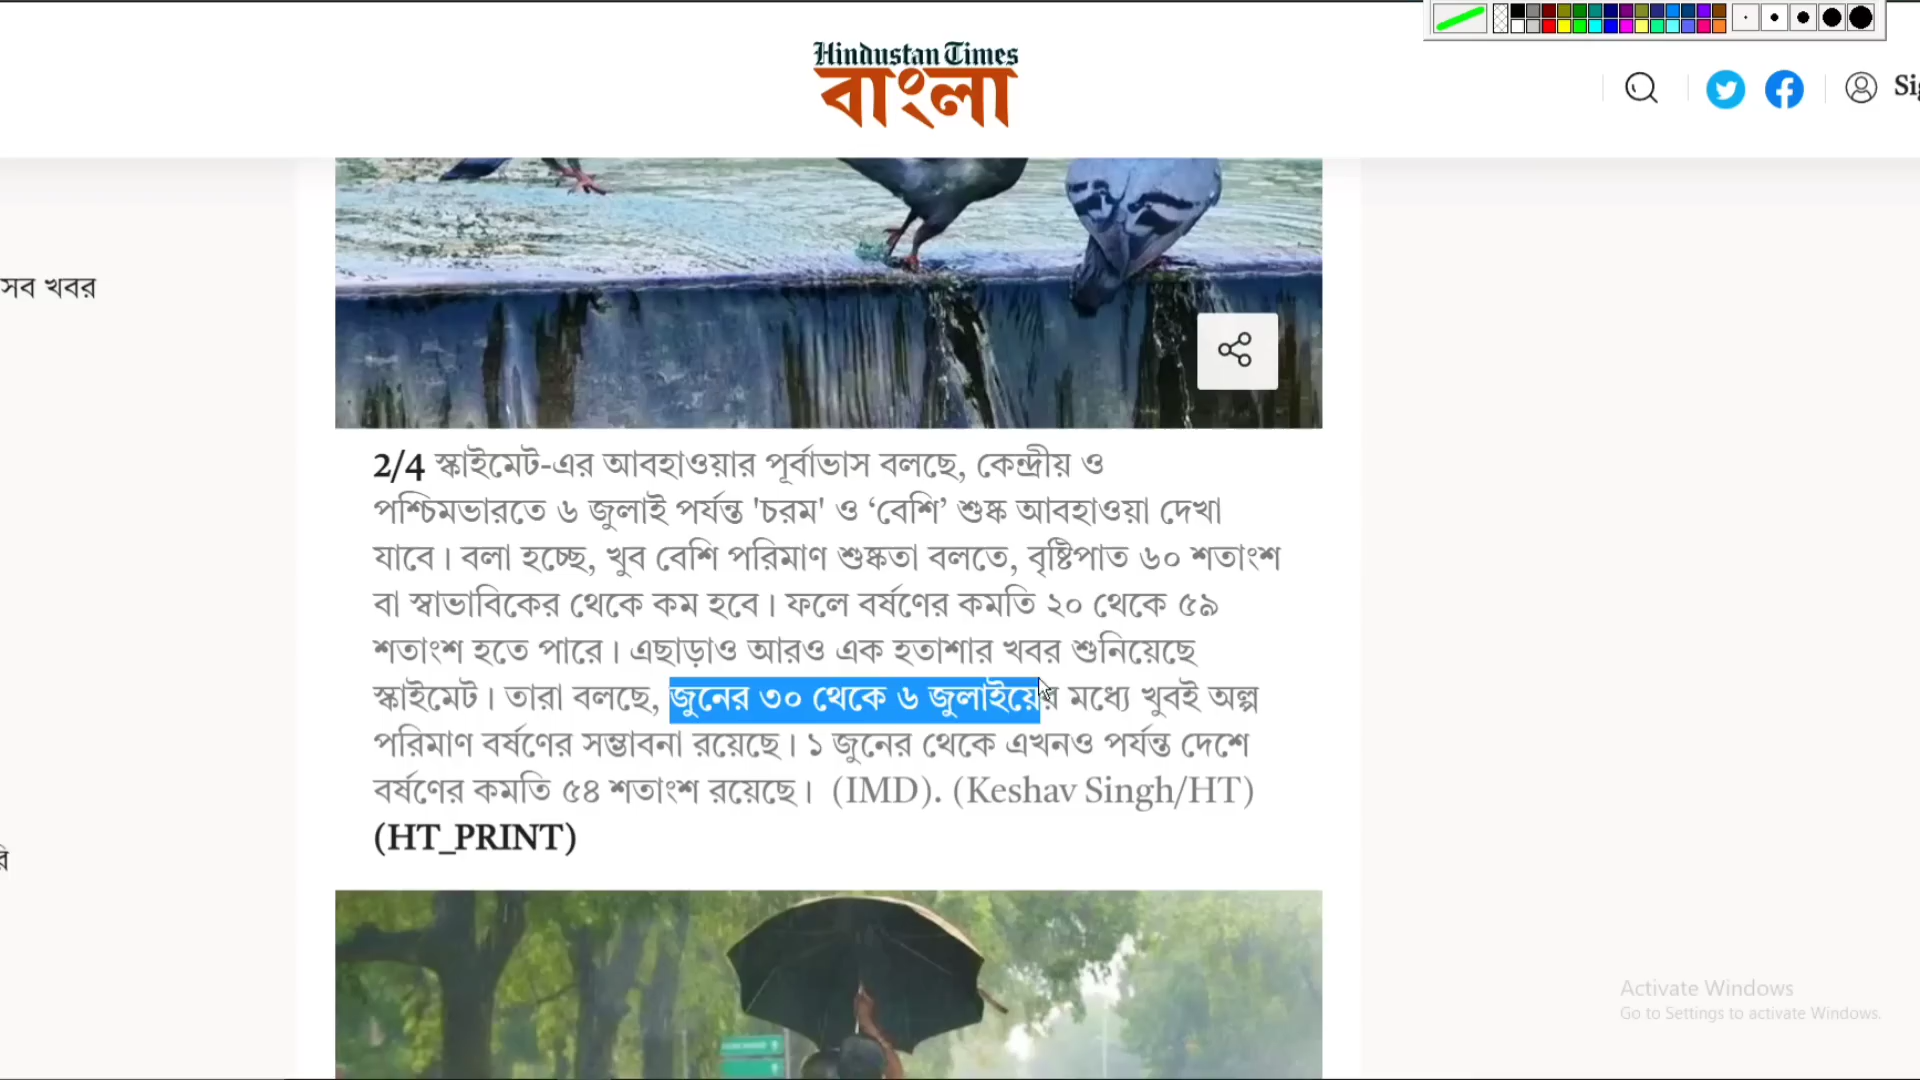 Hindustan Times
বাংলা
Sig
সব খবর
2/4 স্কাইমেট-এর আবহাওয়ার পূর্বাভাস বলছে, কেন্দ্রীয় ও
পশ্চিমভারতে ৬ জুলাই পর্যন্ত 'চরম' ও ‘বেশি’ শুষ্ক আবহাওয়া দেখা
যাবে। বলা হচ্ছে, খুব বেশি পরিমাণ শুষ্কতা বলতে, বৃষ্টিপাত ৬০ শতাংশ
বা স্বাভাবিকের থেকে কম হবে। ফলে বর্ষণের কমতি ২০ থেকে ৫৯
শতাংশ হতে পারে। এছাড়াও আরও এক হতাশার খবর শুনিয়েছে
স্কাইমেট। তারা বলছে, জুনের ৩০ থেকে ৬ জুলাইয়ের মধ্যে খুবই অল্প
পরিমাণ বর্ষণের সম্ভাবনা রয়েছে। ১ জুনের থেকে এখনও পর্যন্ত দেশে
বর্ষণের কমতি ৫৪ শতাংশ রয়েছে। (IMD). (Keshav Singh/HT)
(HT_PRINT)
Activate Windows
Go to Settings to activate Windows.